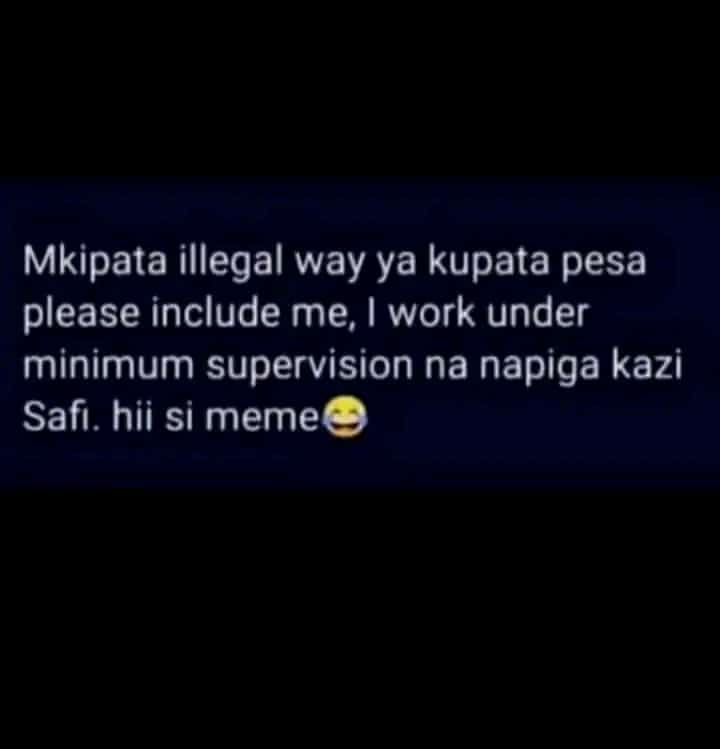 Mkipata illegal way ya kupata pesa
please include me, I work under
minimum supervision na napiga kazi
Safi. hii si meme😂